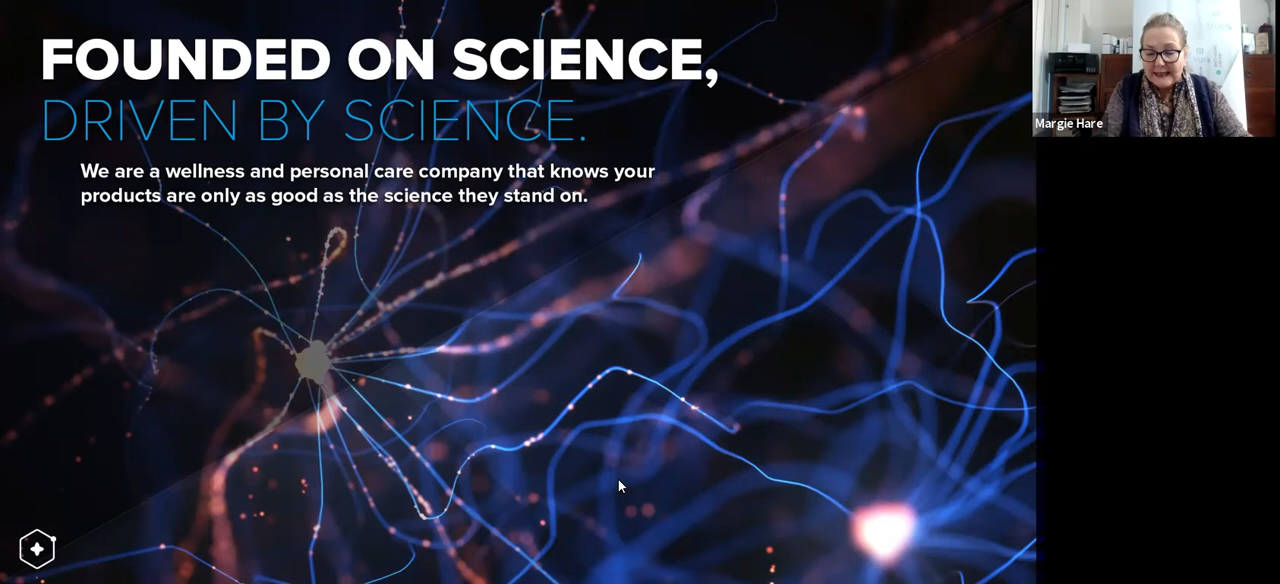 FOUNDED ON SCIENCE,
DRIVEN BY SCIENCE.
We are a wellness and personal care company that knows your
products are only as good as the science they stand on.
Margie Hare